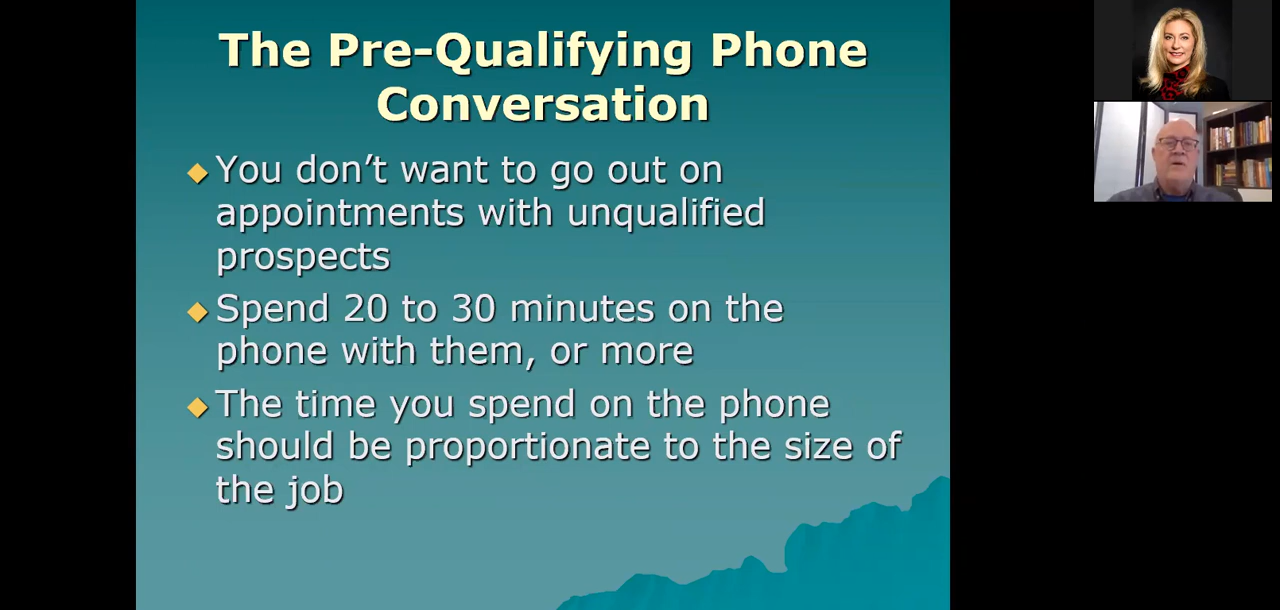 The Pre-Qualifying Phone
Conversation
You don’t want to go out on
appointments with unqualified
prospects
Spend 20 to 30 minutes on the
phone with them, or more
The time you spend on the phone
should be proportionate to the size of
the job